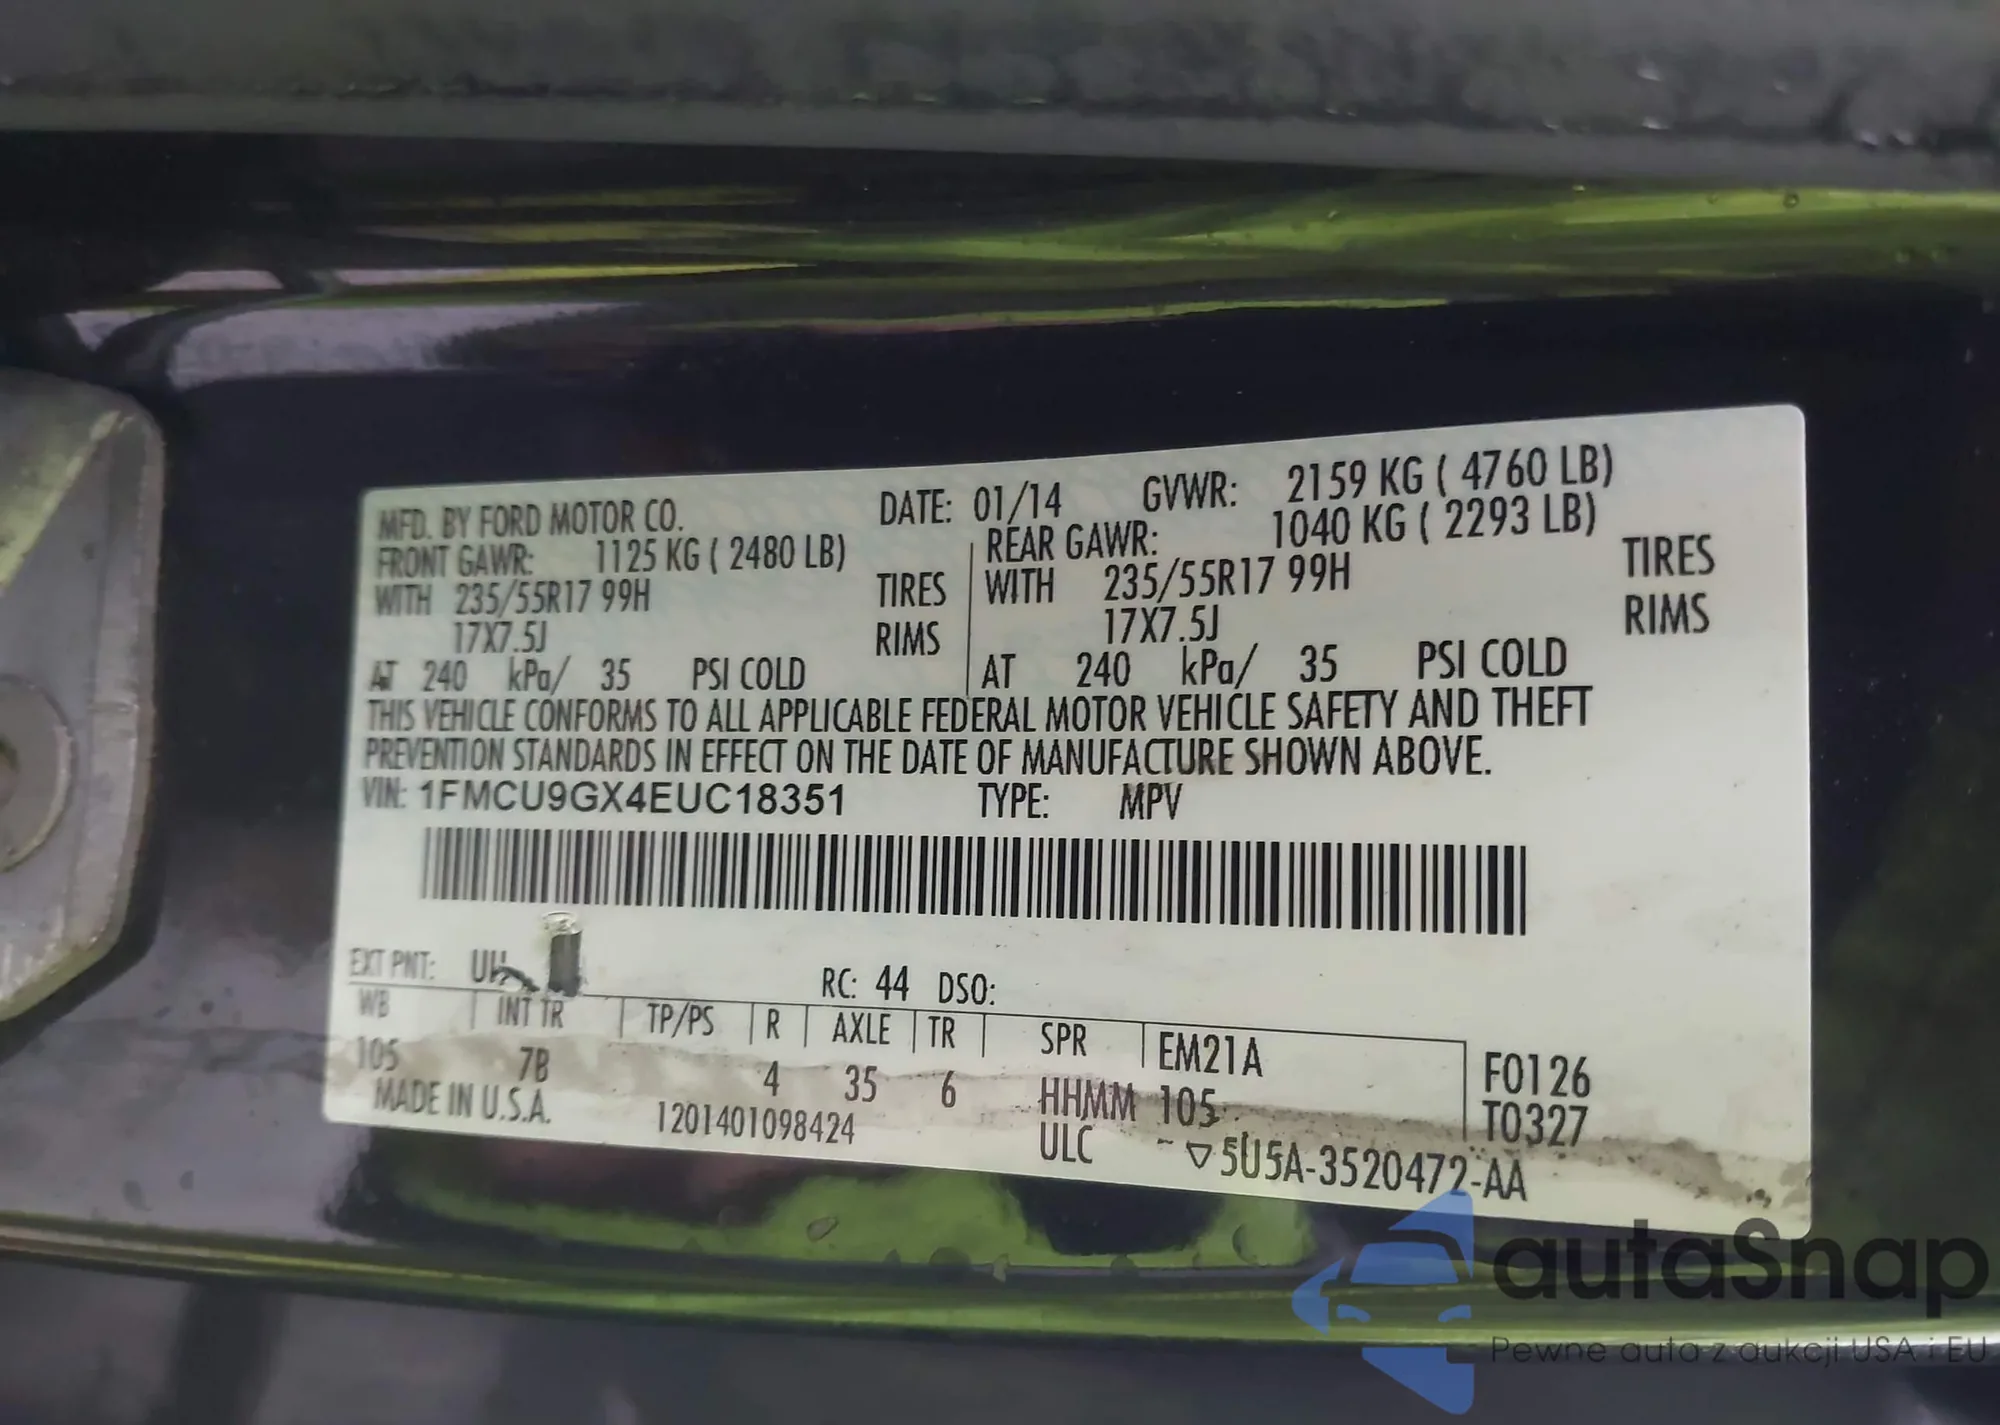 MFD. BY FORD MOTOR CO. DATE: 01/14 GVWR: 2159 KG ( 4760 LB)
FRONT GAWR: 1125 KG ( 2480 LB) REAR GAWR: 1040 KG ( 2293 LB)
WITH 235/55R17 99H TIRES WITH 235/55R17 99H TIRES
17X7.5J RIMS 17X7.5J RIMS
AT 240 kPa/ 35 PSI COLD AT 240 kPa/ 35 PSI COLD
THIS VEHICLE CONFORMS TO ALL APPLICABLE FEDERAL MOTOR VEHICLE SAFETY AND THEFT
PREVENTION STANDARDS IN EFFECT ON THE DATE OF MANUFACTURE SHOWN ABOVE.
VIN: 1FMCU9GX4EUC18351 TYPE: MPV
EXT PNT: UH RC: 44 DSO:
WB INT TR TP/PS R AXLE TR SPR EM21A F0126
105 7B 4 35 6 HHMM 105 T0327
MADE IN U.S.A. 1201401098424 ULC ▽5U5A-3520472-AA
autaSnap
Pewne auta z aukcji USA i EU